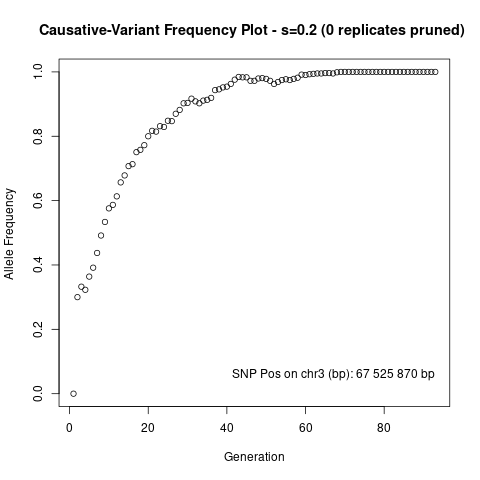 Causative-Variant Frequency Plot - s=0.2 (0 replicates pruned)
Allele Frequency
1.0
0.8
0.6
0.4
0.2
0.0
SNP Pos on chr3 (bp): 67 525 870 bp
0 20 40 60 80
Generation